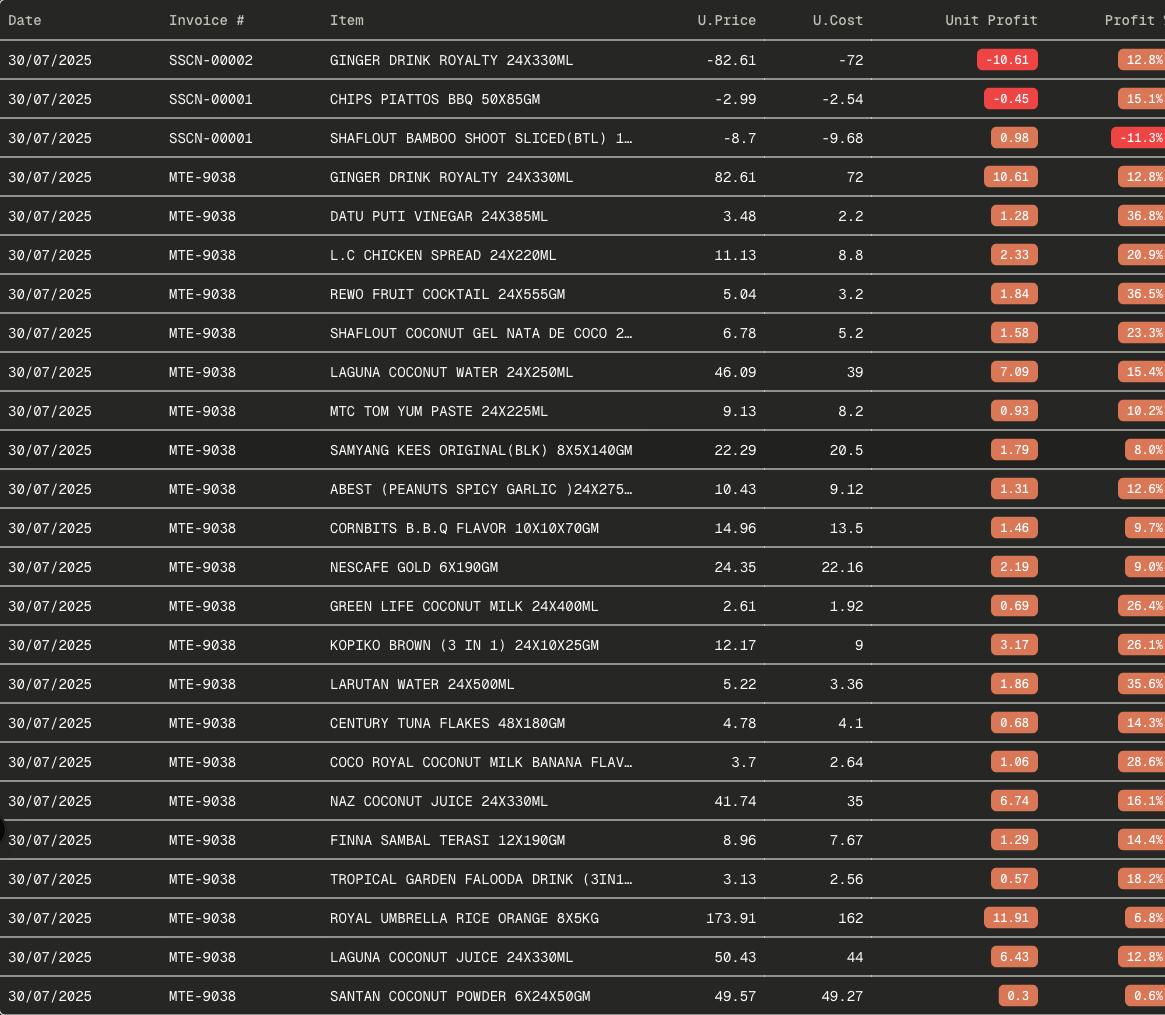 Date Invoice # Item U.Price U.Cost Unit Profit Profit
30/07/2025 SSCN-00002 GINGER DRINK ROYALTY 24X330ML -82.61 -72 -10.61 12.8%
30/07/2025 SSCN-00001 CHIPS PIATTOS BBQ 50X85GM -2.99 -2.54 -0.45 15.1%
30/07/2025 SSCN-00001 SHAFLOUT BAMBOO SHOOT SLICED(BTL) 1… -8.7 -9.68 0.98 -11.3%
30/07/2025 MTE-9038 GINGER DRINK ROYALTY 24X330ML 82.61 72 10.61 12.8%
30/07/2025 MTE-9038 DATU PUTI VINEGAR 24X385ML 3.48 2.2 1.28 36.8%
30/07/2025 MTE-9038 L.C CHICKEN SPREAD 24X220ML 11.13 8.8 2.33 20.9%
30/07/2025 MTE-9038 REWO FRUIT COCKTAIL 24X555GM 5.04 3.2 1.84 36.5%
30/07/2025 MTE-9038 SHAFLOUT COCONUT GEL NATA DE COCO 2… 6.78 5.2 1.58 23.3%
30/07/2025 MTE-9038 LAGUNA COCONUT WATER 24X250ML 46.09 39 7.09 15.4%
30/07/2025 MTE-9038 MTC TOM YUM PASTE 24X225ML 9.13 8.2 0.93 10.2%
30/07/2025 MTE-9038 SAMYANG KEES ORIGINAL(BLK) 8X5X140GM 22.29 20.5 1.79 8.0%
30/07/2025 MTE-9038 ABEST (PEANUTS SPICY GARLIC )24X275… 10.43 9.12 1.31 12.6%
30/07/2025 MTE-9038 CORNBITS B.B.Q FLAVOR 10X10X70GM 14.96 13.5 1.46 9.7%
30/07/2025 MTE-9038 NESCAFE GOLD 6X190GM 24.35 22.16 2.19 9.0%
30/07/2025 MTE-9038 GREEN LIFE COCONUT MILK 24X400ML 2.61 1.92 0.69 26.4%
30/07/2025 MTE-9038 KOPIKO BROWN (3 IN 1) 24X10X25GM 12.17 9 3.17 26.1%
30/07/2025 MTE-9038 LARUTAN WATER 24X500ML 5.22 3.36 1.86 35.6%
30/07/2025 MTE-9038 CENTURY TUNA FLAKES 48X180GM 4.78 4.1 0.68 14.3%
30/07/2025 MTE-9038 COCO ROYAL COCONUT MILK BANANA FLAV… 3.7 2.64 1.06 28.6%
30/07/2025 MTE-9038 NAZ COCONUT JUICE 24X330ML 41.74 35 6.74 16.1%
30/07/2025 MTE-9038 FINNA SAMBAL TERASI 12X190GM 8.96 7.67 1.29 14.4%
30/07/2025 MTE-9038 TROPICAL GARDEN FALOODA DRINK (3IN1… 3.13 2.56 0.57 18.2%
30/07/2025 MTE-9038 ROYAL UMBRELLA RICE ORANGE 8X5KG 173.91 162 11.91 6.8%
30/07/2025 MTE-9038 LAGUNA COCONUT JUICE 24X330ML 50.43 44 6.43 12.8%
30/07/2025 MTE-9038 SANTAN COCONUT POWDER 6X24X50GM 49.57 49.27 0.3 0.6%